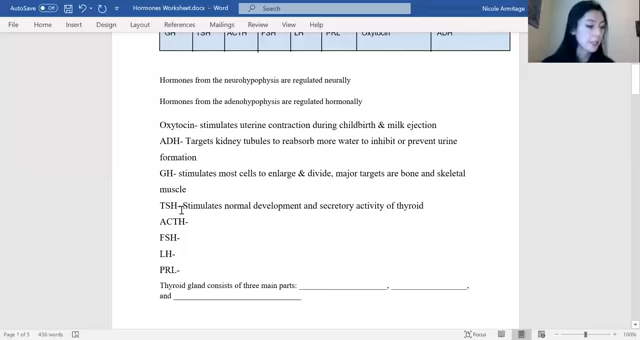 AutoSave Off Hormones Worksheet.docx - Word Search Nicole Armitage
File Home Insert Draw Design Layout References Mailings Review View Help
GH TSH ACTH FSH LH PRL Oxytocin ADH
Hormones from the neurohypophysis are regulated neurally
Hormones from the adenohypophysis are regulated hormonally
Oxytocin- stimulates uterine contraction during childbirth & milk ejection
ADH- Targets kidney tubules to reabsorb more water to inhibit or prevent urine
formation
GH- stimulates most cells to enlarge & divide, major targets are bone and skeletal
muscle
TSH- Stimulates normal development and secretory activity of thyroid
ACTH-
FSH-
LH-
PRL-
Thyroid gland consists of three main parts: ________________________, ________________,
and ___________________________
Page 1 of 5 436 words Focus 100%